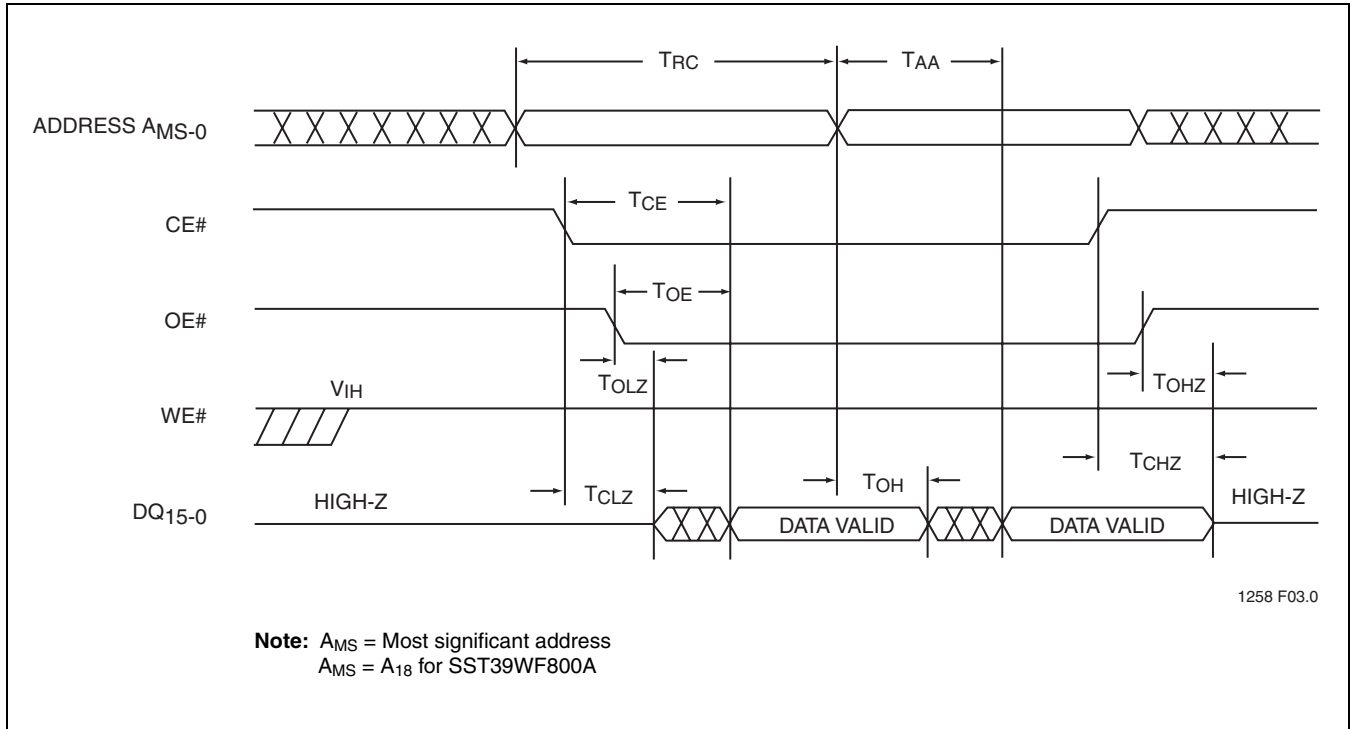 TRC TAA
ADDRESS AMS-0
TCE
CE#
TOE
OE#
TOLZ TOHZ
VIH
WE#
TCLZ TOH TCHZ
HIGH-Z HIGH-Z
DQ15-0 DATA VALID DATA VALID
1258 F03.0
Note: AMS = Most significant address
AMS = A18 for SST39WF800A